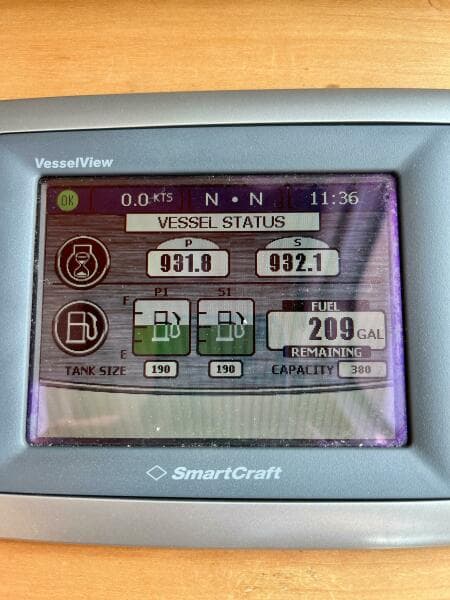 VesselView
OK 0.0 KTS N • N 11:36
VESSEL STATUS
P S
931.8 932.1
P1 S1
F
FUEL
209 GAL
E
REMAINING
TANK SIZE 190 190 CAPACITY 380
SmartCraft